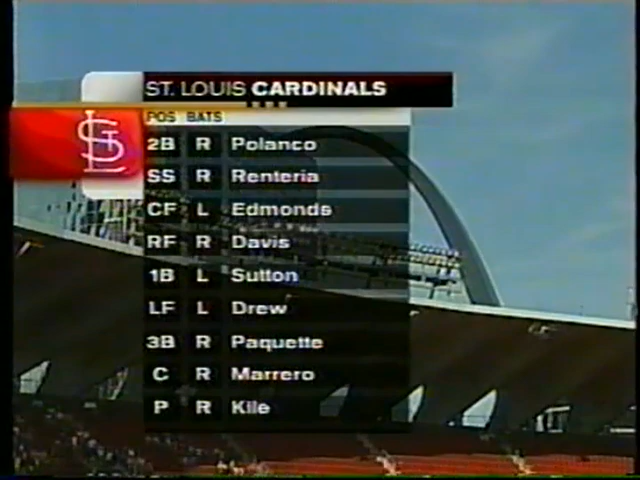 ST. LOUIS CARDINALS
POS BATS
2B R Polanco
SS R Renteria
CF L Edmonds
RF R Davis
1B L Sutton
LF L Drew
3B R Paquette
C R Marrero
P R Kile
STL